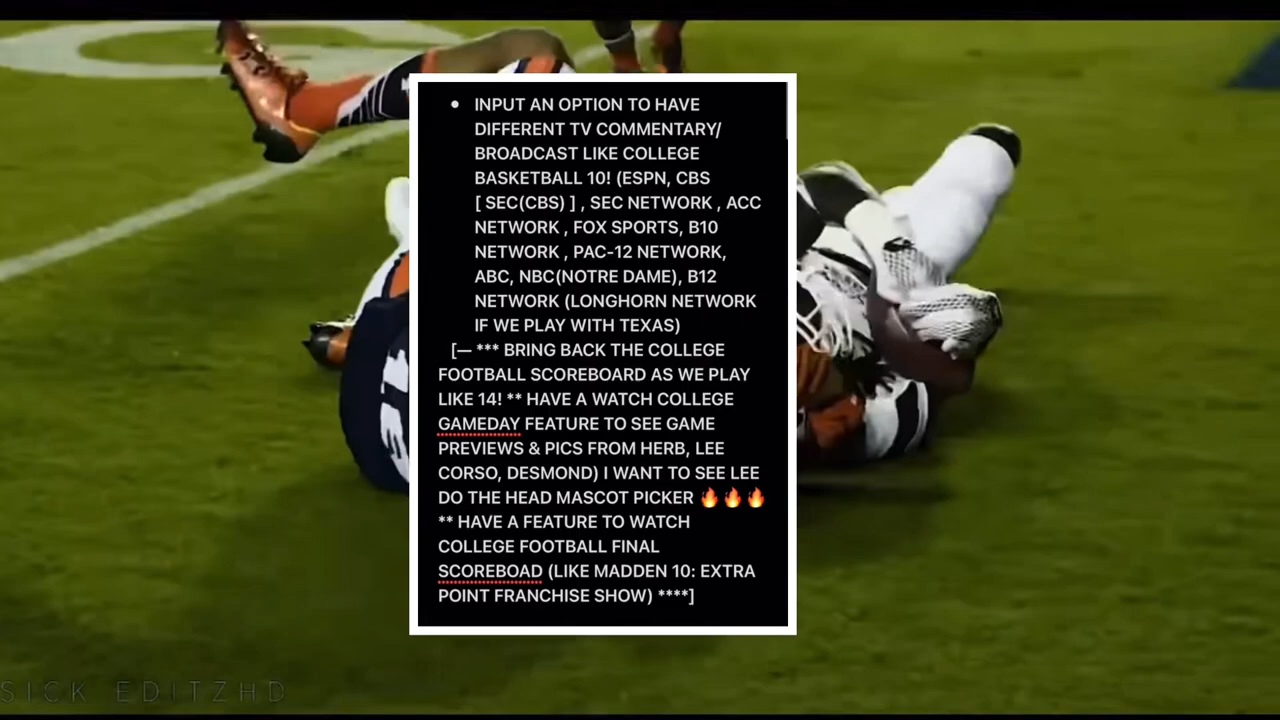 • INPUT AN OPTION TO HAVE
DIFFERENT TV COMMENTARY/
BROADCAST LIKE COLLEGE
BASKETBALL 10! (ESPN, CBS
[ SEC(CBS) ] , SEC NETWORK , ACC
NETWORK , FOX SPORTS, B10
NETWORK , PAC-12 NETWORK,
ABC, NBC(NOTRE DAME), B12
NETWORK (LONGHORN NETWORK
IF WE PLAY WITH TEXAS)
[— *** BRING BACK THE COLLEGE
FOOTBALL SCOREBOARD AS WE PLAY
LIKE 14! ** HAVE A WATCH COLLEGE
GAMEDAY FEATURE TO SEE GAME
PREVIEWS & PICS FROM HERB, LEE
CORSO, DESMOND) I WANT TO SEE LEE
DO THE HEAD MASCOT PICKER 🔥🔥🔥
** HAVE A FEATURE TO WATCH
COLLEGE FOOTBALL FINAL
SCOREBOAD (LIKE MADDEN 10: EXTRA
POINT FRANCHISE SHOW) ****]
SICK EDITZHD